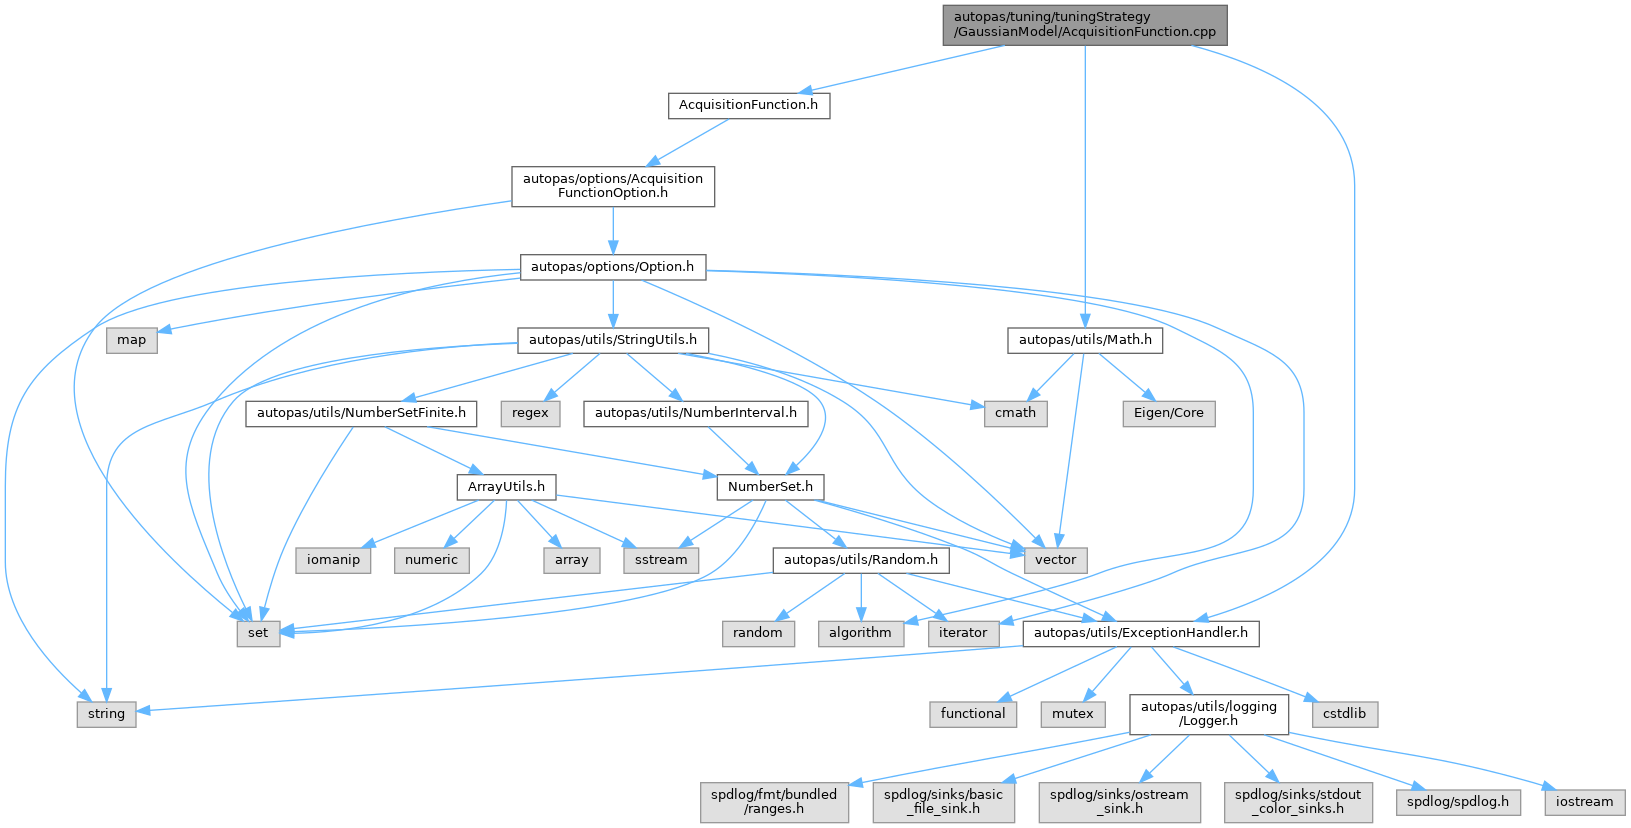 autopas/tuning/tuningStrategy
/GaussianModel/AcquisitionFunction.cpp
AcquisitionFunction.h
autopas/options/Acquisition
FunctionOption.h
autopas/options/Option.h
map
autopas/utils/StringUtils.h
autopas/utils/Math.h
autopas/utils/NumberSetFinite.h
regex
autopas/utils/NumberInterval.h
cmath
Eigen/Core
ArrayUtils.h
NumberSet.h
iomanip
numeric
array
sstream
autopas/utils/Random.h
vector
set
random
algorithm
iterator
autopas/utils/ExceptionHandler.h
string
functional
mutex
autopas/utils/logging
/Logger.h
cstdlib
spdlog/fmt/bundled
/ranges.h
spdlog/sinks/basic
_file_sink.h
spdlog/sinks/ostream
_sink.h
spdlog/sinks/stdout
_color_sinks.h
spdlog/spdlog.h
iostream